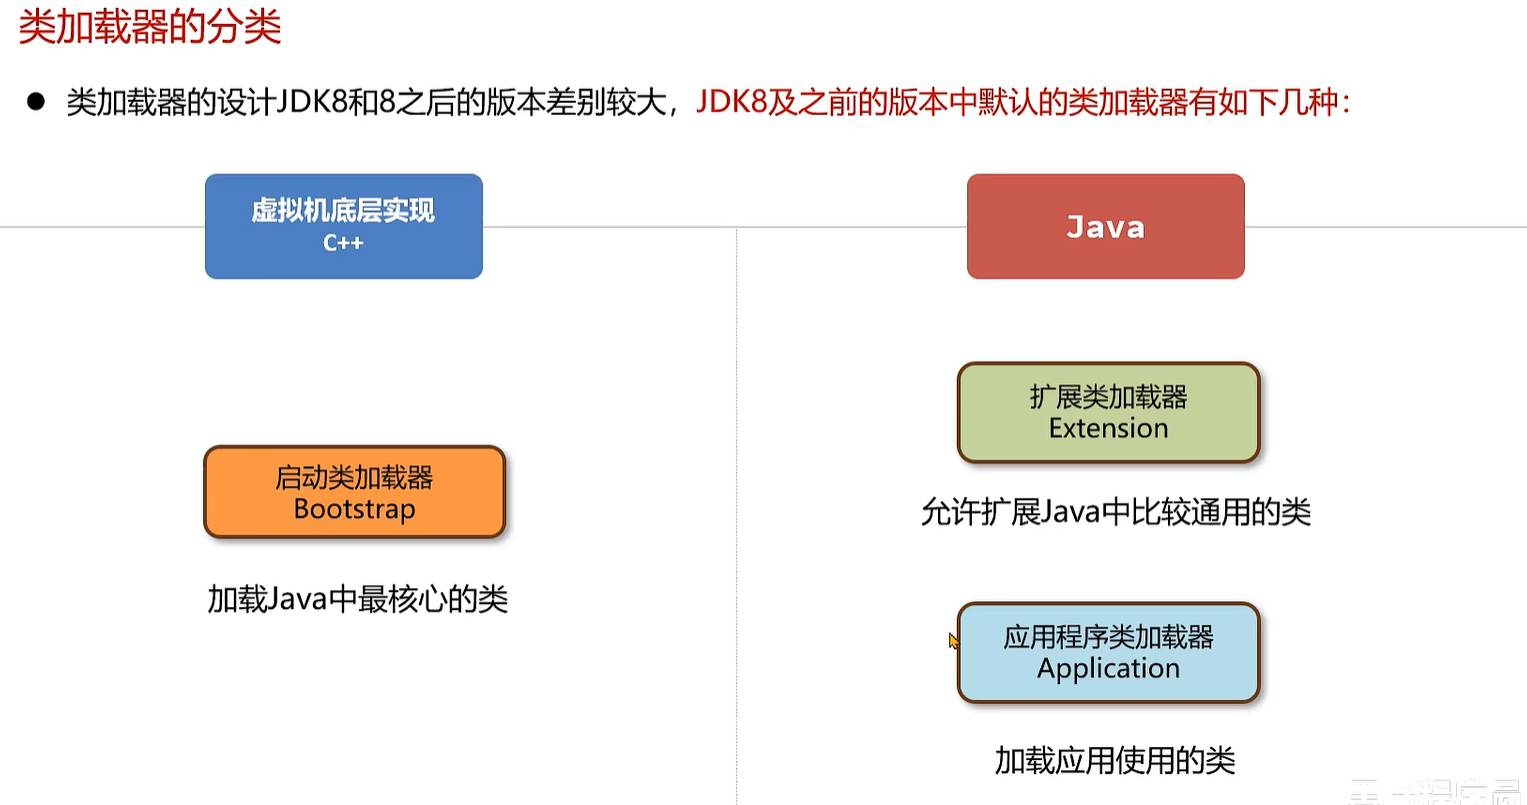 类加载器的分类
● 类加载器的设计JDK8和8之后的版本差别较大，JDK8及之前的版本中默认的类加载器有如下几种：
虚拟机底层实现
C++
Java
启动类加载器
Bootstrap
加载Java中最核心的类
扩展类加载器
Extension
允许扩展Java中比较通用的类
应用程序类加载器
Application
加载应用使用的类